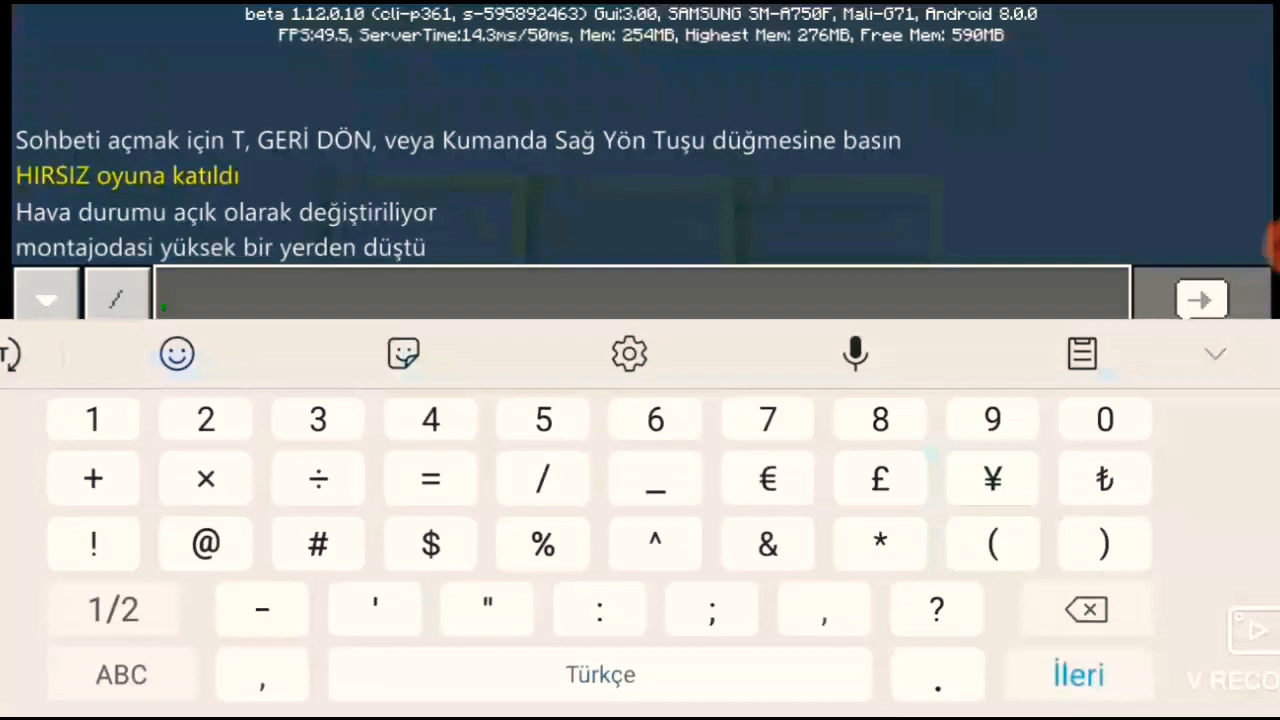 beta 1.12.0.10 (cli-p361, s-595892463) Gui:3.00, SAMSUNG SM-A750F, Mali-G71, Android 8.0.0
FPS:49.5, ServerTime:14.3ms/50ms, Mem: 254MB, Highest Mem: 276MB, Free Mem: 590MB
Sohbeti açmak için T, GERİ DÖN, veya Kumanda Sağ Yön Tuşu düğmesine basın
HIRSIZ oyuna katıldı
Hava durumu açık olarak değiştiriliyor
montajodasi yüksek bir yerden düştü
/
1 2 3 4 5 6 7 8 9 0
+ × ÷ = / _ € £ ¥ ₺
! @ # $ % ^ & * ( )
1/2 - ' " : ; , ?
ABC , Türkçe . İleri
V RECO